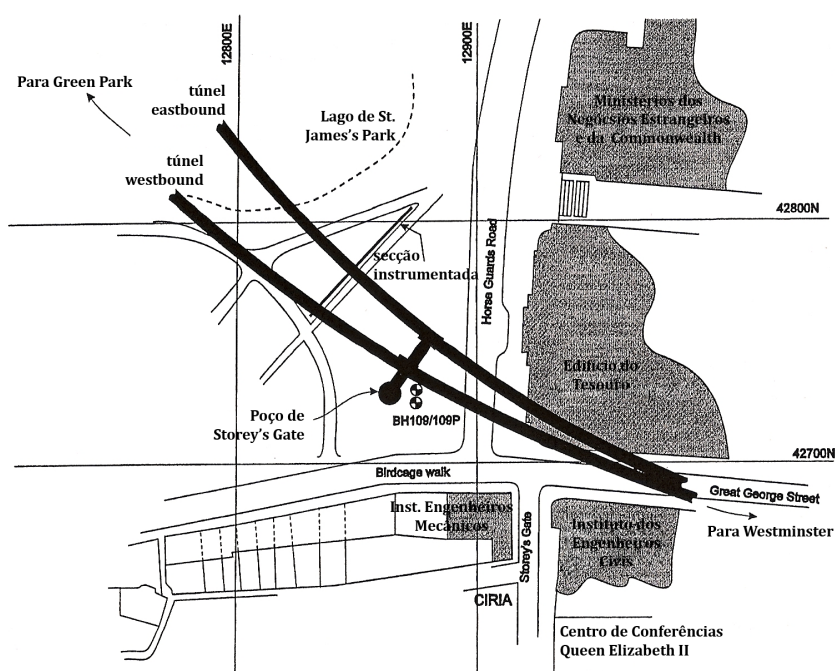 12800E
12900E
Para Green Park
túnel
eastbound
Lago de St.
James's Park
túnel
westbound
Ministérios dos
Negócsios Estrangeiros
e da Commonwealth
42800N
Horse Guards Road
secção
instrumentada
Edifício do
Tesouro
Poço de
Storey's Gate
BH109/109P
42700N
Birdcage walk
Great George Street
Para Westminster
Inst. Engenheiros
Mecânicos
Storey's Gate
Instituto dos
Engenheiros
Civis
CIRIA
Centro de Conferências
Queen Elizabeth II